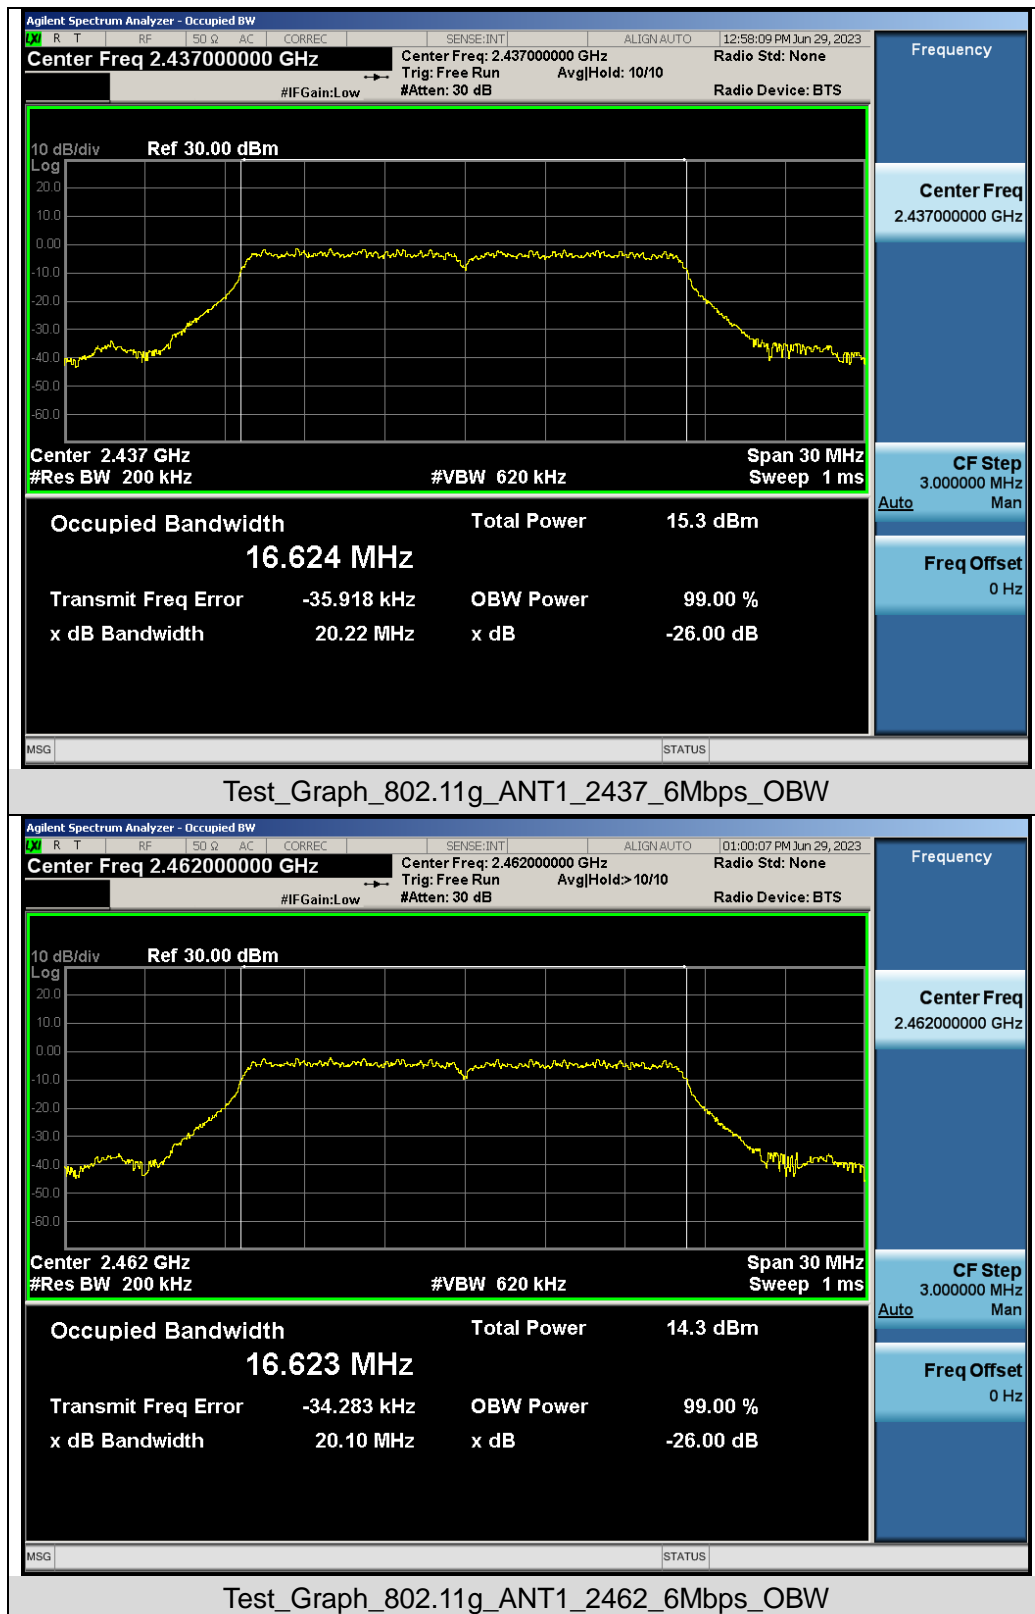 Agilent Spectrum Analyzer - Occupied BW
LXI R T RF 50 Ω AC CORREC SENSE:INT ALIGN AUTO 12:58:09 PM Jun 29, 2023
Center Freq 2.437000000 GHz
Center Freq: 2.437000000 GHz
Radio Std: None
Trig: Free Run Avg|Hold: 10/10
#IFGain:Low
#Atten: 30 dB
Radio Device: BTS
Frequency
10 dB/div Ref 30.00 dBm
Log
20.0
10.0
0.00
-10.0
-20.0
-30.0
-40.0
-50.0
-60.0
Center 2.437 GHz Span 30 MHz
#Res BW 200 kHz #VBW 620 kHz Sweep 1 ms
Center Freq
2.437000000 GHz
CF Step
3.000000 MHz
Auto Man
Freq Offset
0 Hz
Occupied Bandwidth Total Power 15.3 dBm
16.624 MHz
Transmit Freq Error -35.918 kHz OBW Power 99.00 %
x dB Bandwidth 20.22 MHz x dB -26.00 dB
MSG STATUS
Test_Graph_802.11g_ANT1_2437_6Mbps_OBW
Agilent Spectrum Analyzer - Occupied BW
LXI R T RF 50 Ω AC CORREC SENSE:INT ALIGN AUTO 01:00:07 PM Jun 29, 2023
Center Freq 2.462000000 GHz
Center Freq: 2.462000000 GHz
Radio Std: None
Trig: Free Run Avg|Hold:> 10/10
#IFGain:Low
#Atten: 30 dB
Radio Device: BTS
Frequency
10 dB/div Ref 30.00 dBm
Log
20.0
10.0
0.00
-10.0
-20.0
-30.0
-40.0
-50.0
-60.0
Center 2.462 GHz Span 30 MHz
#Res BW 200 kHz #VBW 620 kHz Sweep 1 ms
Center Freq
2.462000000 GHz
CF Step
3.000000 MHz
Auto Man
Freq Offset
0 Hz
Occupied Bandwidth Total Power 14.3 dBm
16.623 MHz
Transmit Freq Error -34.283 kHz OBW Power 99.00 %
x dB Bandwidth 20.10 MHz x dB -26.00 dB
MSG STATUS
Test_Graph_802.11g_ANT1_2462_6Mbps_OBW